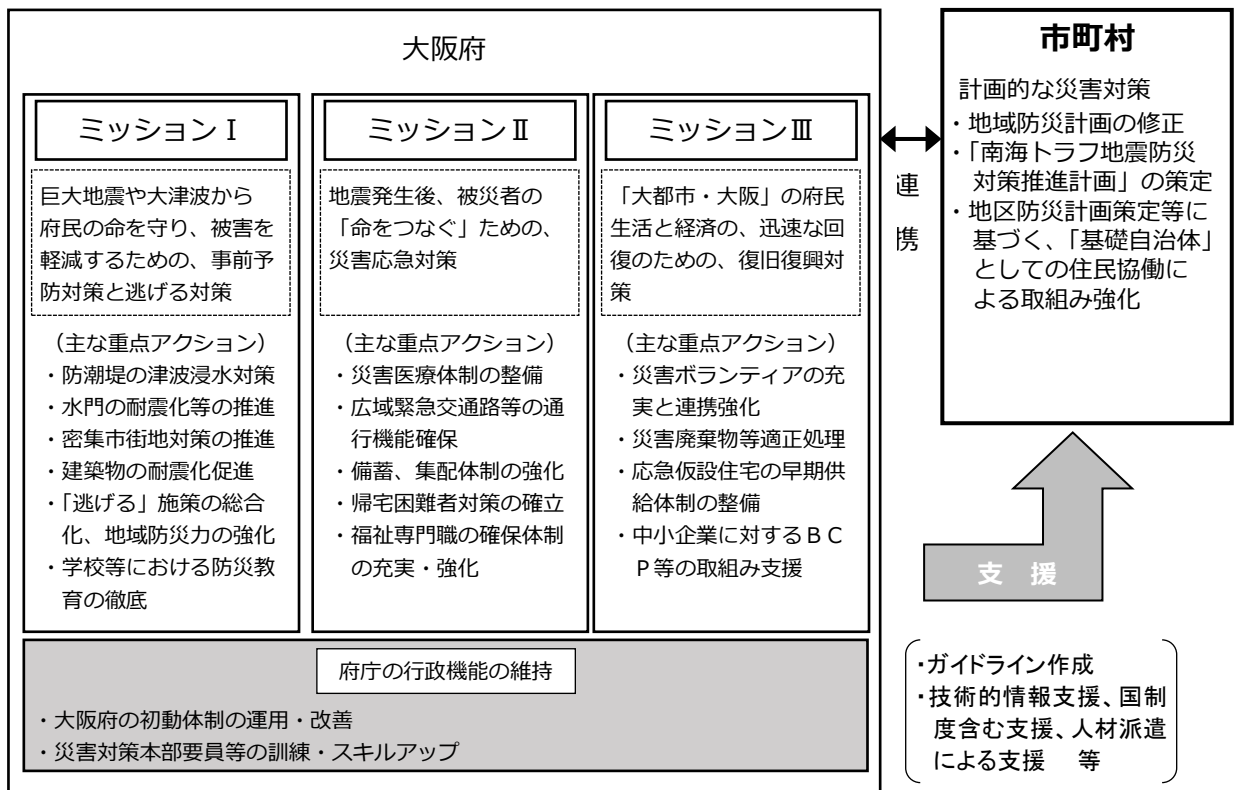 大阪府
ミッションⅠ
巨大地震や大津波から
府民の命を守り、被害を
軽減するための、事前予
防対策と逃げる対策
（主な重点アクション）
・防潮堤の津波浸水対策
・水門の耐震化等の推進
・密集市街地対策の推進
・建築物の耐震化促進
・「逃げる」施策の総合
化、地域防災力の強化
・学校等における防災教
育の徹底
ミッションⅡ
地震発生後、被災者の
「命をつなぐ」ための、
災害応急対策
（主な重点アクション）
・災害医療体制の整備
・広域緊急交通路等の通
行機能確保
・備蓄、集配体制の強化
・帰宅困難者対策の確立
・福祉専門職の確保体制
の充実・強化
ミッションⅢ
「大都市・大阪」の府民
生活と経済の、迅速な回
復のための、復旧復興対
策
（主な重点アクション）
・災害ボランティアの充
実と連携強化
・災害廃棄物等適正処理
・応急仮設住宅の早期供
給体制の整備
・中小企業に対するＢＣ
Ｐ等の取組み支援
府庁の行政機能の維持
・大阪府の初動体制の運用・改善
・災害対策本部要員等の訓練・スキルアップ
連
携
市町村
計画的な災害対策
・地域防災計画の修正
・「南海トラフ地震防災
対策推進計画」の策定
・地区防災計画策定等に
基づく、「基礎自治体」
としての住民協働に
よる取組み強化
支　援
・ガイドライン作成
・技術的情報支援、国制
度含む支援、人材派遣
による支援　等